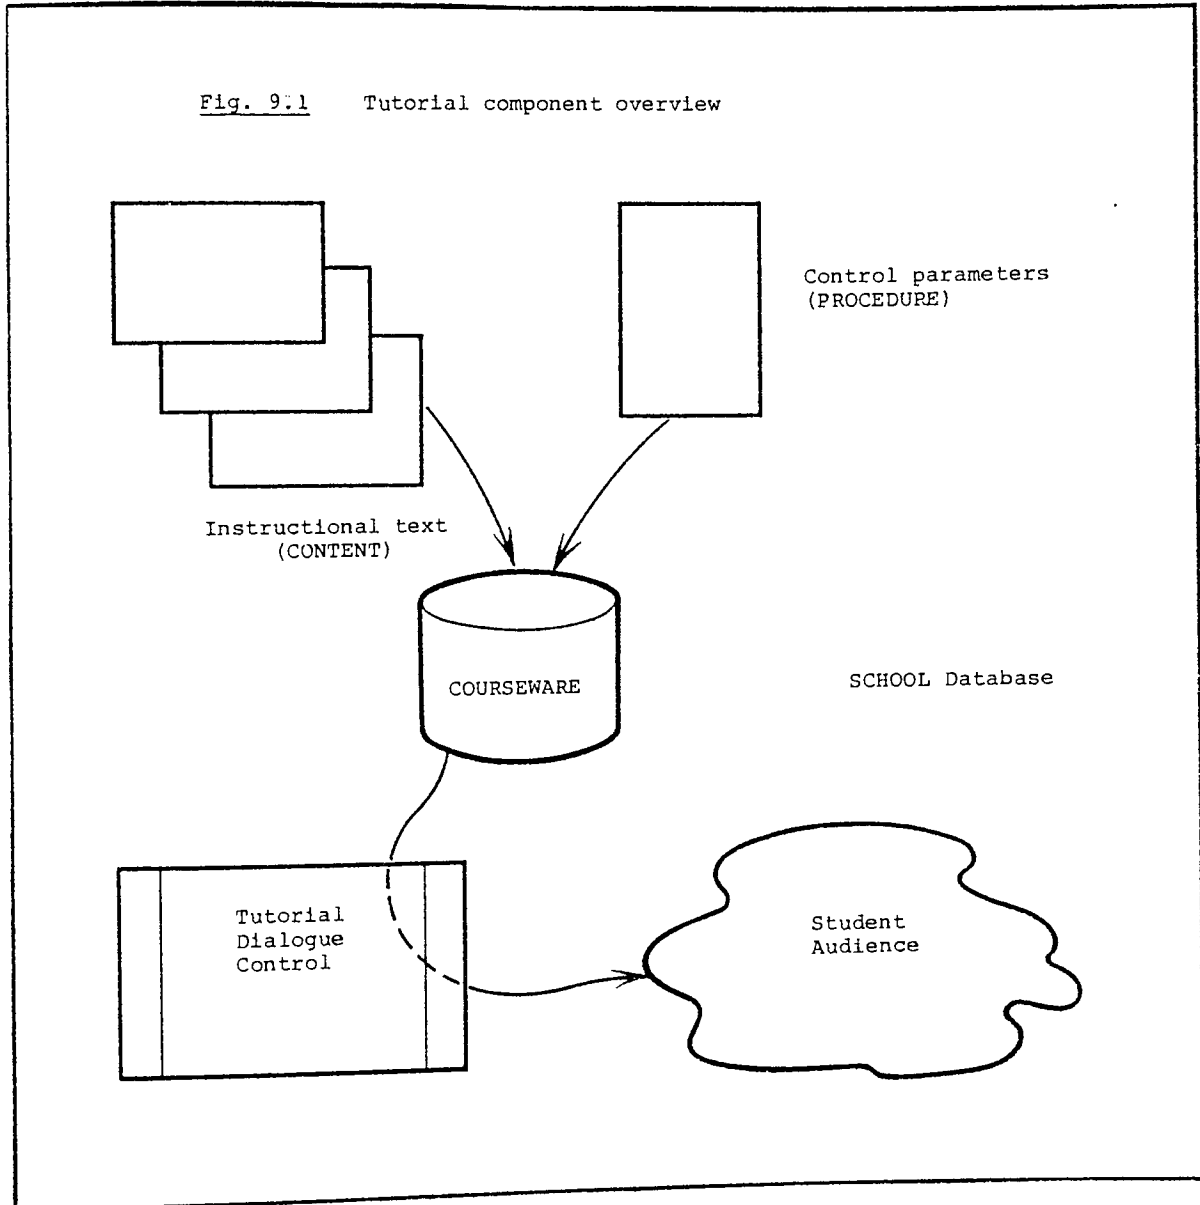 Fig. 9.1 Tutorial component overview
Control parameters
(PROCEDURE)
Instructional text
(CONTENT)
COURSEWARE
SCHOOL Database
Tutorial
Dialogue
Control
Student
Audience